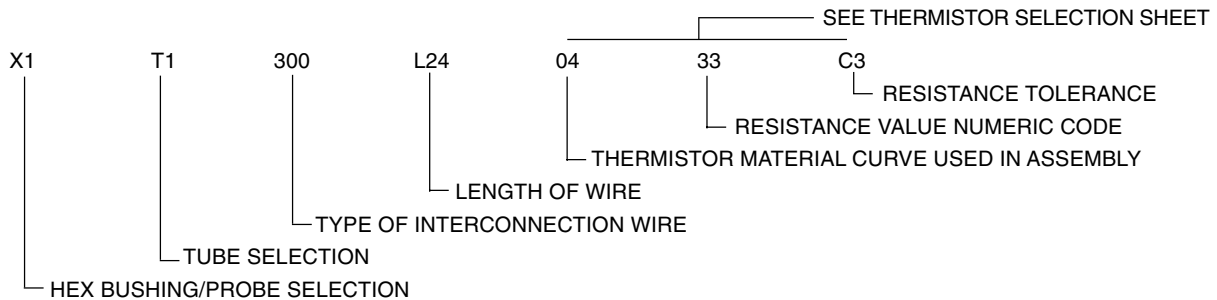 SEE THERMISTOR SELECTION SHEET
X1 T1 300 L24 04 33 C3
RESISTANCE TOLERANCE
RESISTANCE VALUE NUMERIC CODE
THERMISTOR MATERIAL CURVE USED IN ASSEMBLY
LENGTH OF WIRE
TYPE OF INTERCONNECTION WIRE
TUBE SELECTION
HEX BUSHING/PROBE SELECTION